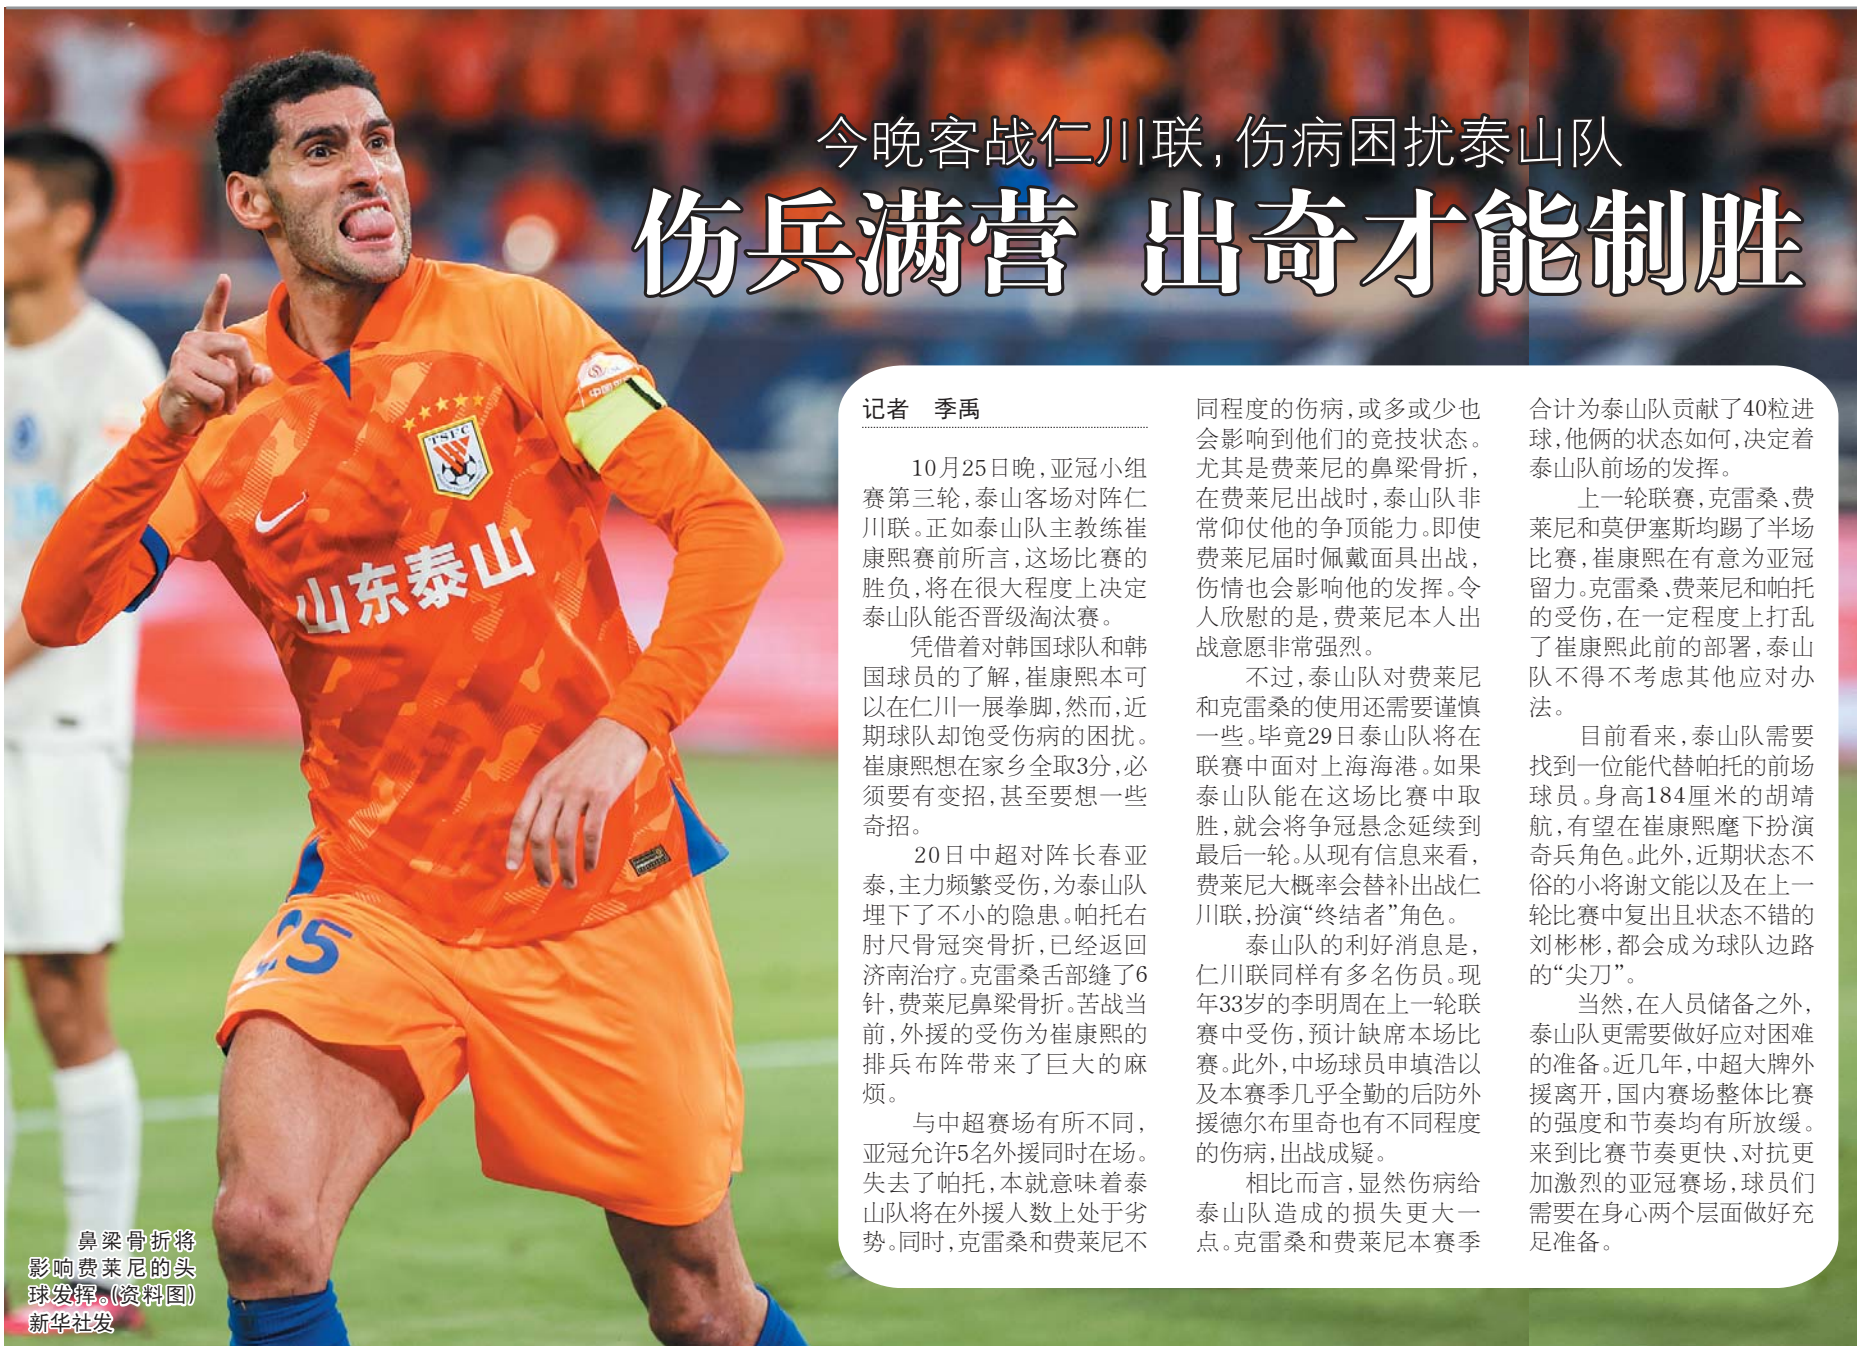 今晚客战仁川联,伤病困扰泰山队
伤兵满营 出奇才能制胜
记者 季禹
10月25日晚,亚冠小组
赛第三轮,泰山客场对阵仁
川联。正如泰山队主教练崔
康熙赛前所言,这场比赛的
胜负,将在很大程度上决定
泰山队能否晋级淘汰赛。
凭借着对韩国球队和韩
国球员的了解,崔康熙本可
以在仁川一展拳脚,然而,近
期球队却饱受伤病的困扰。
崔康熙想在家乡全取3分,必
须要有变招,甚至要想一些
奇招。
20日中超对阵长春亚
泰,主力频繁受伤,为泰山队
埋下了不小的隐患。帕托右
肘尺骨冠突骨折,已经返回
济南治疗。克雷桑舌部缝了6
针,费莱尼鼻梁骨折。苦战当
前,外援的受伤为崔康熙的
排兵布阵带来了巨大的麻
烦。
与中超赛场有所不同,
亚冠允许5名外援同时在场。
失去了帕托,本就意味着泰
山队将在外援人数上处于劣
势。同时,克雷桑和费莱尼不
同程度的伤病,或多或少也
会影响到他们的竞技状态。
尤其是费莱尼的鼻梁骨折,
在费莱尼出战时,泰山队非
常仰仗他的争顶能力。即使
费莱尼届时佩戴面具出战,
伤情也会影响他的发挥。令
人欣慰的是,费莱尼本人出
战意愿非常强烈。
不过,泰山队对费莱尼
和克雷桑的使用还需要谨慎
一些。毕竟29日泰山队将在
联赛中面对上海海港。如果
泰山队能在这场比赛中取
胜,就会将争冠悬念延续到
最后一轮。从现有信息来看,
费莱尼大概率会替补出战仁
川联,扮演“终结者”角色。
泰山队的利好消息是,
仁川联同样有多名伤员。现
年33岁的李明周在上一轮联
赛中受伤,预计缺席本场比
赛。此外,中场球员申填浩以
及本赛季几乎全勤的后防外
援德尔布里奇也有不同程度
的伤病,出战成疑。
相比而言,显然伤病给
泰山队造成的损失更大一
点。克雷桑和费莱尼本赛季
合计为泰山队贡献了40粒进
球,他俩的状态如何,决定着
泰山队前场的发挥。
上一轮联赛,克雷桑、费
莱尼和莫伊塞斯均踢了半场
比赛,崔康熙在有意为亚冠
留力。克雷桑、费莱尼和帕托
的受伤,在一定程度上打乱
了崔康熙此前的部署,泰山
队不得不考虑其他应对办
法。
目前看来,泰山队需要
找到一位能代替帕托的前场
球员。身高184厘米的胡靖
航,有望在崔康熙麾下扮演
奇兵角色。此外,近期状态不
俗的小将谢文能以及在上一
轮比赛中复出且状态不错的
刘彬彬,都会成为球队边路
的“尖刀”。
当然,在人员储备之外,
泰山队更需要做好应对困难
的准备。近几年,中超大牌外
援离开,国内赛场整体比赛
的强度和节奏均有所放缓。
来到比赛节奏更快、对抗更
加激烈的亚冠赛场,球员们
需要在身心两个层面做好充
足准备。
TSFC
山东泰山
25
鼻梁骨折将
影响费莱尼的头
球发挥。(资料图)
新华社发